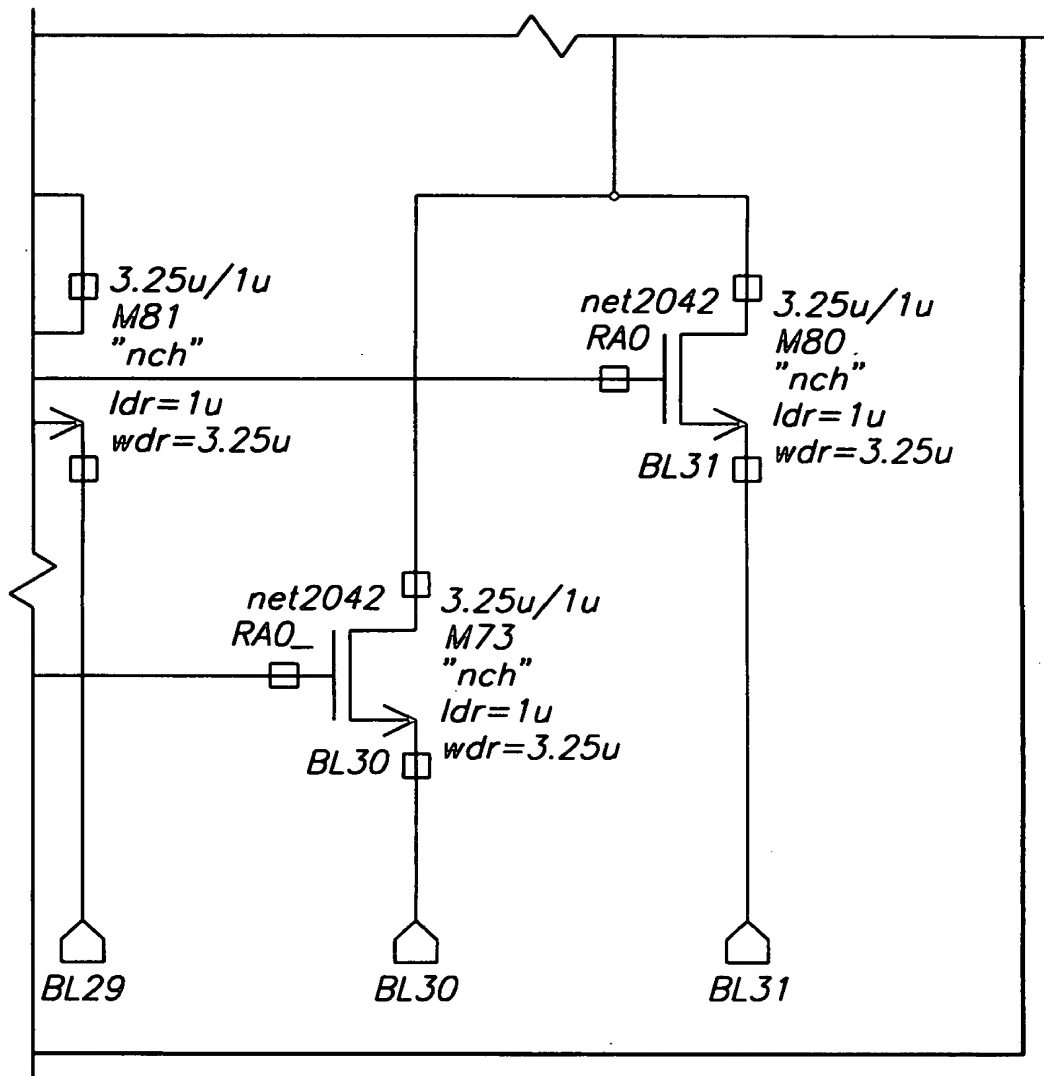 3.25u/1u
M81
"nch"
ldr=1u
wdr=3.25u
net2042
RA0
3.25u/1u
M80
"nch"
ldr=1u
wdr=3.25u
BL31
net2042
RA0_
3.25u/1u
M73
"nch"
ldr=1u
wdr=3.25u
BL30
BL29
BL30
BL31